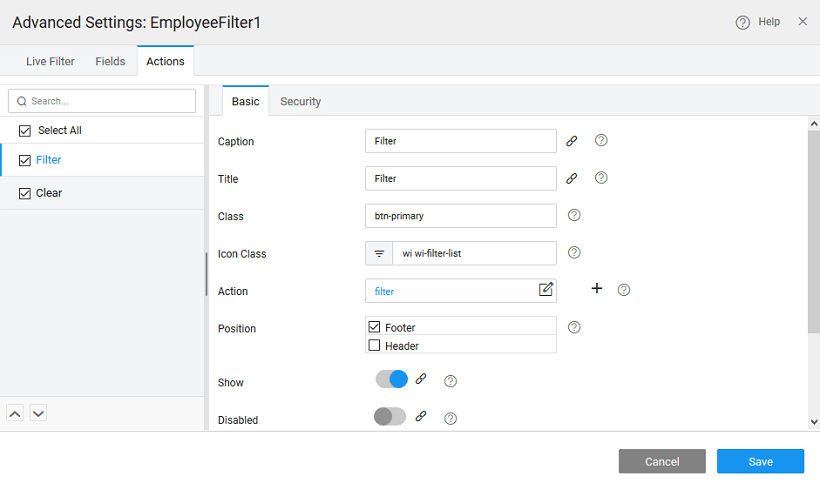 Advanced Settings: EmployeeFilter1
Help
Live Filter Fields Actions
Search...
Select All
Filter
Clear
Basic Security
Caption Filter
Title Filter
Class btn-primary
Icon Class wi wi-filter-list
Action filter
Position Footer
Header
Show
Disabled
Cancel Save